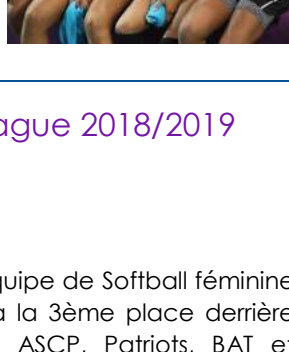 ague 2018/2019
quipe de Softball féminine
a la 3ème place derrière
ASCP, Patriots, BAT et